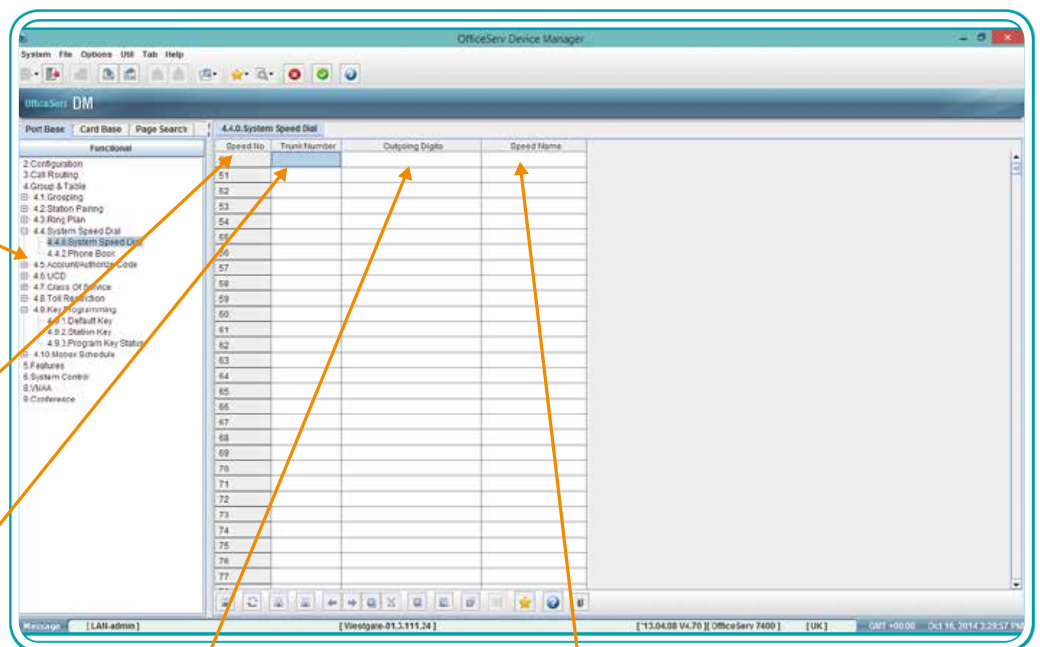 OfficeServ Device Manager
System File Options Util Tab Help
OfficeServ DM
Port Base Card Base Page Search
4.4.0.System Speed Dial
Functional
Speed No Trunk Number Outgoing Digits Speed Name
2.Configuration
3.Call Routing
4.Group & Table
4.1.Grouping
4.2.Station Pairing
4.3.Ring Plan
4.4.System Speed Dial
4.4.0.System Speed Dial
4.4.2.Phone Book
4.5.Account/Authorize Code
4.6.UCD
4.7.Class Of Service
4.8.Toll Restriction
4.9.Key Programming
4.9.1.Default Key
4.9.2.Station Key
4.9.3.Program Key Status
4.10.Mobex Schedule
5.Features
6.System Control
8.VMAA
9.Conference
51
52
53
54
55
56
57
58
59
60
61
62
63
64
65
66
67
68
69
70
71
72
73
74
75
76
77
Message [LAN-admin] ['13.04.08 V4.70 ][ OfficeServ 7400 ] [UK ] GMT +00:00 Oct 16, 2014 3:29:57 PM